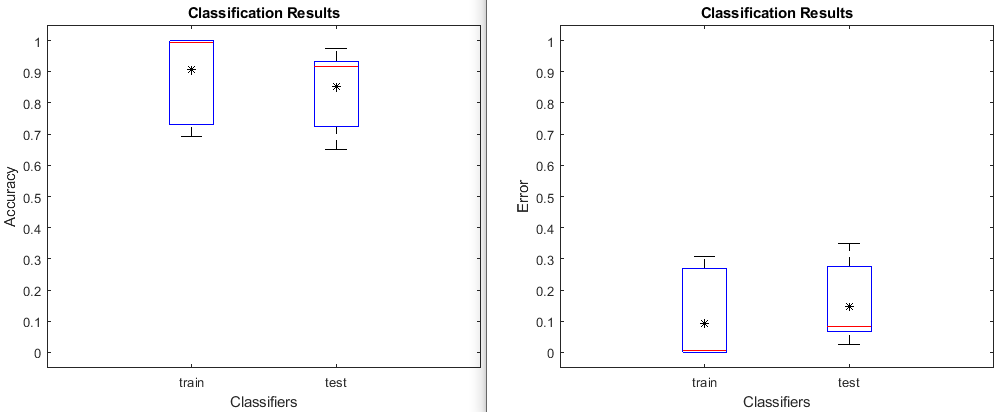 Classification Results
1
0.9
0.8
0.7
0.6
0.5
0.4
0.3
0.2
0.1
0
Accuracy
train test
Classifiers
Classification Results
1
0.9
0.8
0.7
0.6
0.5
0.4
0.3
0.2
0.1
0
Error
train test
Classifiers